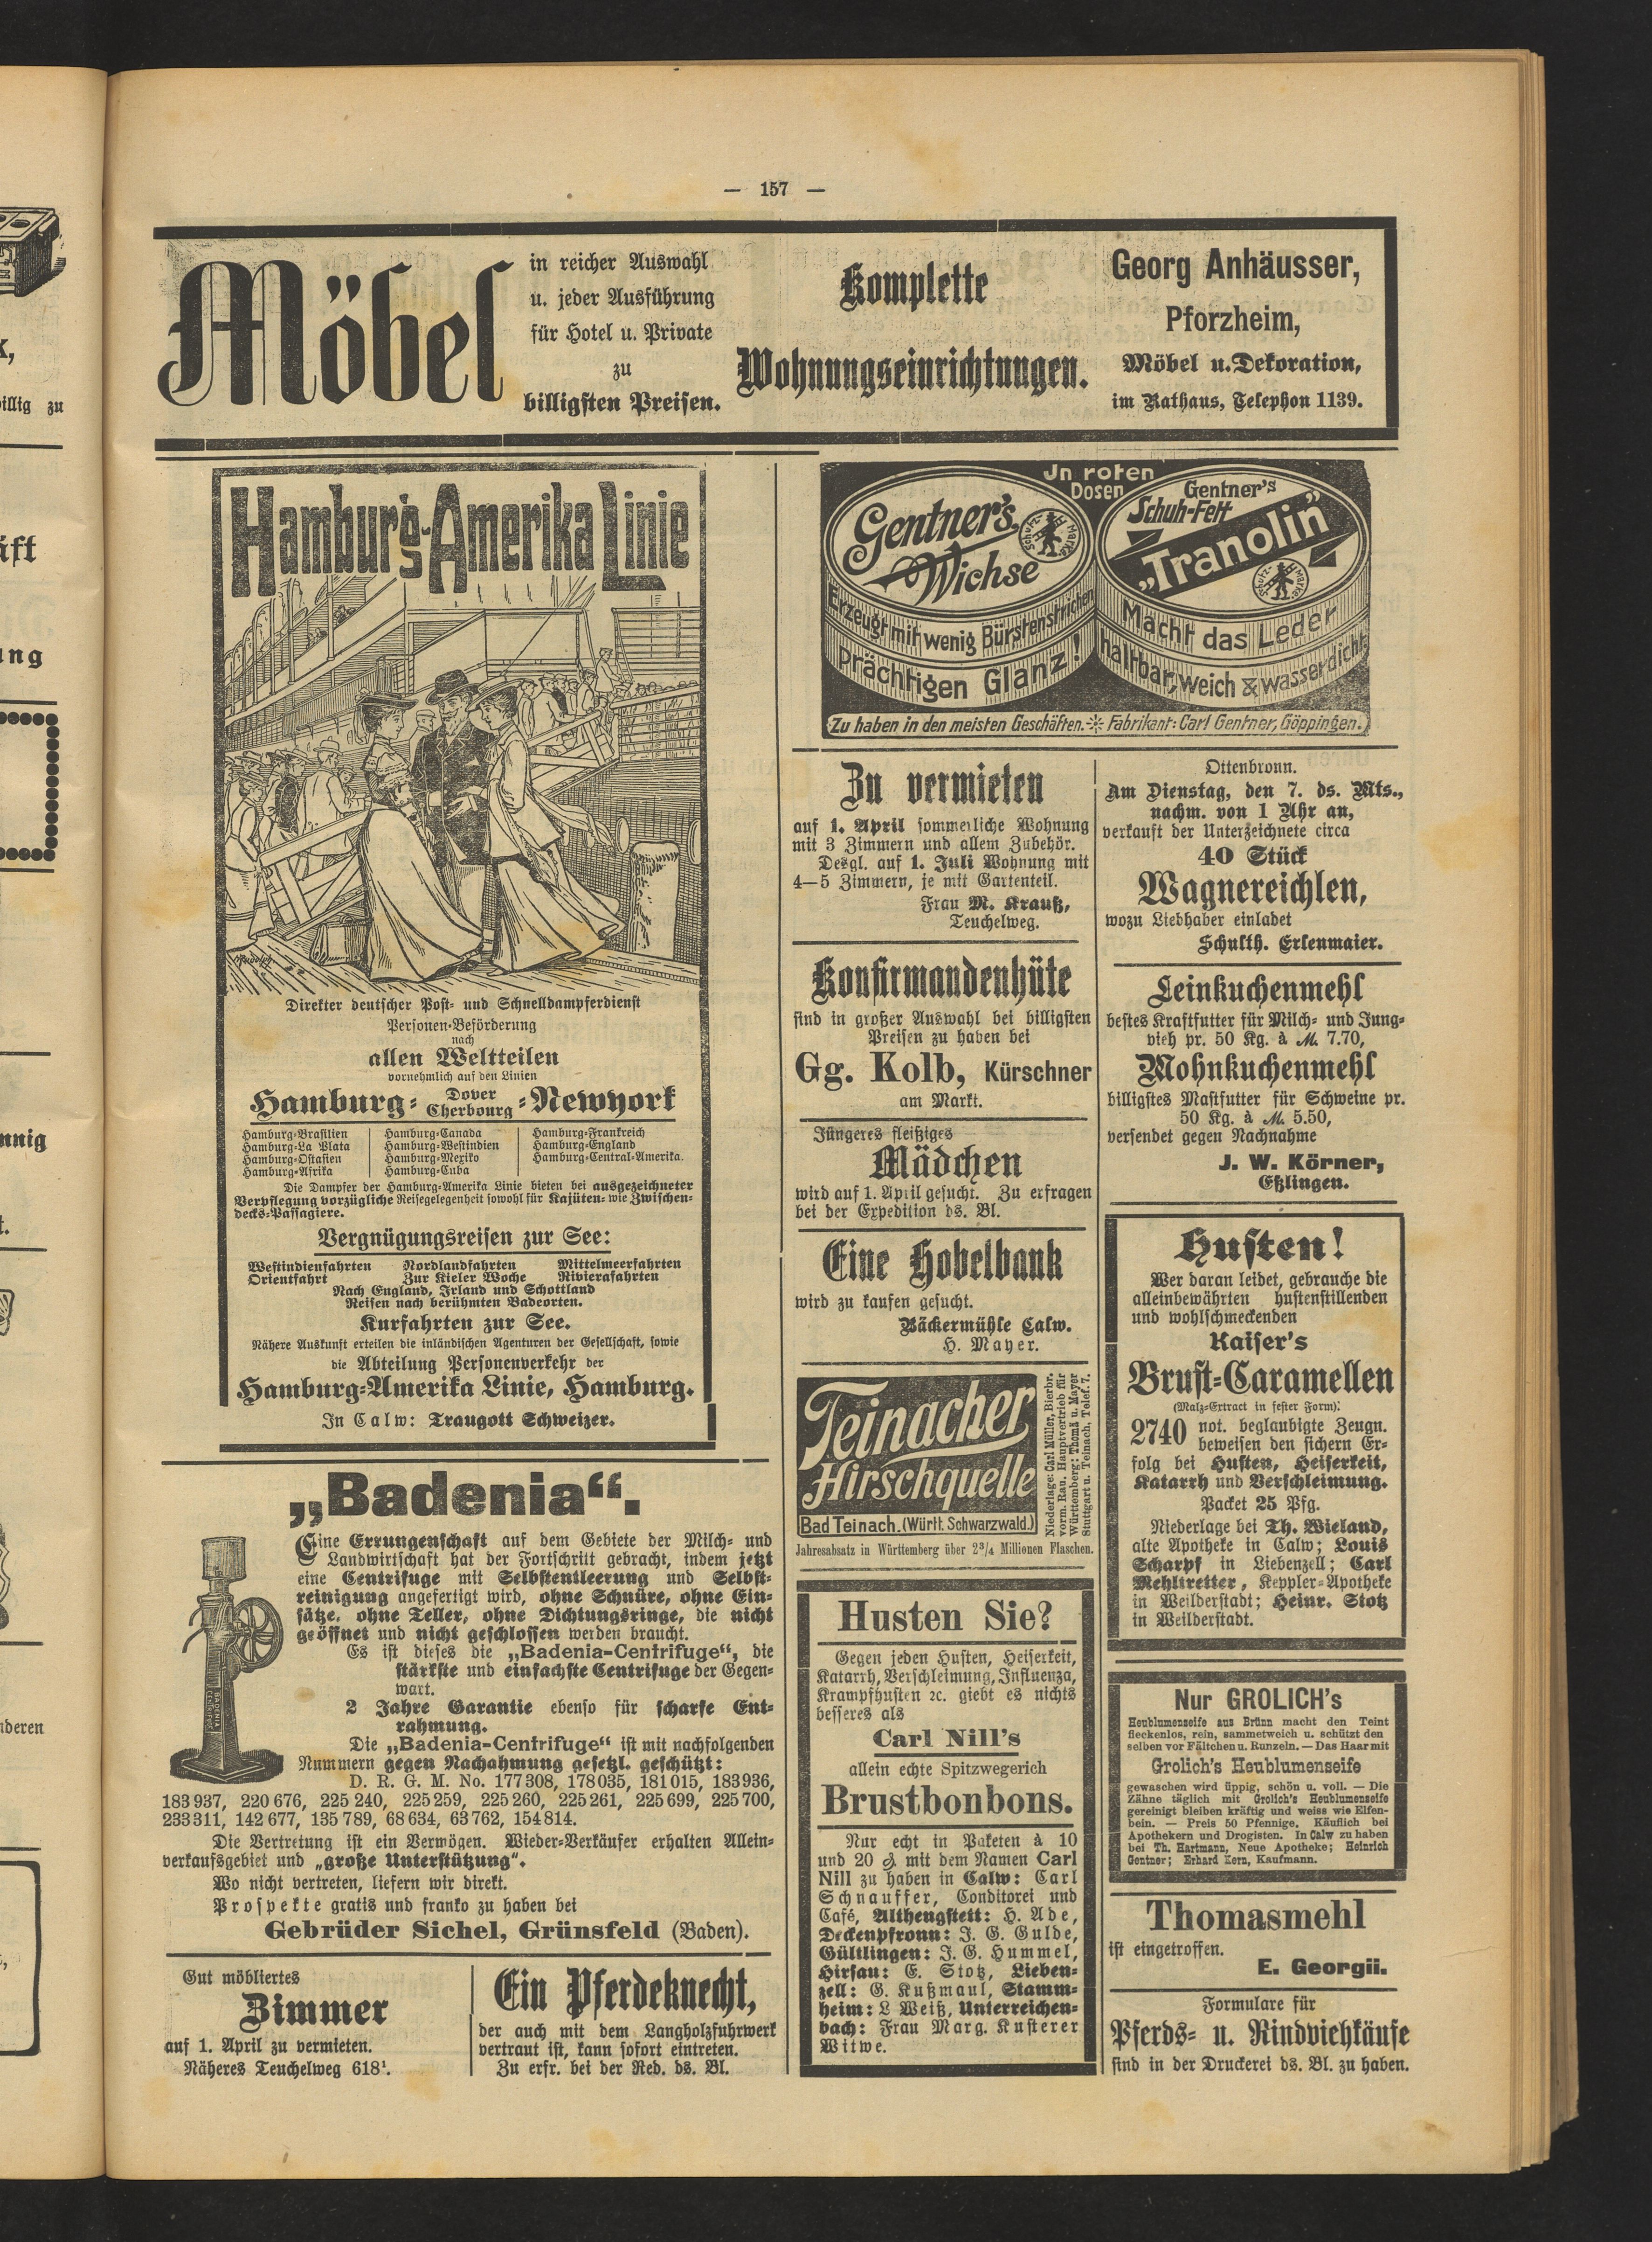 — 157 —
Möbel
in reicher Auswahl
u. jeder Ausführung
für Hotel u. Private
zu
billigsten Preisen.
Komplette
Wohnungseinrichtungen.
Georg Anhäusser,
Pforzheim,
Möbel u. Dekoration,
im Rathaus, Telephon 1139.
Hamburg-Amerika Linie
Direkter deutscher Post- und Schnelldampferdienst
Personen-Beförderung
nach
allen Weltteilen
vornehmlich auf den Linien
Hamburg- Dover Cherbourg -Newyork
Hamburg-Brasilien
Hamburg-La Plata
Hamburg-Ostasien
Hamburg-Afrika
Hamburg-Canada
Hamburg-Westindien
Hamburg-Mexiko
Hamburg-Cuba
Hamburg-Frankreich
Hamburg-England
Hamburg-Central-Amerika.
Die Dampfer der Hamburg-Amerika Linie bieten bei ausgezeichneter
Verpflegung vorzügliche Reisegelegenheit sowohl für Kajüten- wie Zwischen-
decks-Passagiere.
Vergnügungsreisen zur See:
Westindienfahrten Nordlandfahrten Mittelmeerfahrten
Orientfahrt Zur Kieler Woche Rivierafahrten
Nach England, Irland und Schottland
Reisen nach berühmten Badeorten.
Kurfahrten zur See.
Nähere Auskunft erteilen die inländischen Agenturen der Gesellschaft, sowie
die Abteilung Personenverkehr der
Hamburg-Amerika Linie, Hamburg.
In Calw: Traugott Schweizer.
„Badenia“.
Eine Errungenschaft auf dem Gebiete der Milch- und
Landwirtschaft hat der Fortschritt gebracht, indem jetzt
eine Centrifuge mit Selbstentleerung und Selbst-
reinigung angefertigt wird, ohne Schnüre, ohne Ein-
sätze, ohne Teller, ohne Dichtungsringe, die nicht
geöffnet und nicht geschlossen werden braucht.
Es ist dieses die „Badenia-Centrifuge“, die
stärkste und einfachste Centrifuge der Gegen-
wart.
2 Jahre Garantie ebenso für scharfe Ent-
rahmung.
Die „Badenia-Centrifuge“ ist mit nachfolgenden
Nummern gegen Nachahmung gesetzl. geschützt:
D. R. G. M. No. 177308, 178035, 181015, 183936,
183937, 220676, 225240, 225259, 225260, 225261, 225699, 225700,
233311, 142677, 135789, 68634, 63762, 154814.
Die Vertretung ist ein Vermögen. Wieder-Verkäufer erhalten Allein-
verkaufsgebiet und „große Unterstützung“.
Wo nicht vertreten, liefern wir direkt.
Prospekte gratis und franko zu haben bei
Gebrüder Sichel, Grünsfeld (Baden).
Gut möbliertes
Zimmer
auf 1. April zu vermieten.
Näheres Teuchelweg 618¹.
Ein Pferdeknecht,
der auch mit dem Langholzfuhrwerk
vertraut ist, kann sofort eintreten.
Zu erfr. bei der Red. ds. Bl.
In roten
Dosen
Gentner's
Wichse
Schutz-Marke
Erzeugt mit wenig Bürstenstrichen
prächtigen Glanz!
Gentner's
Schuh-Fett
„Tranolin“
Schutz-Marke
Macht das Leder
haltbar, weich & wasserdicht
Zu haben in den meisten Geschäften. Fabrikant: Carl Gentner, Göppingen.
Zu vermieten
auf 1. April sommerliche Wohnung
mit 3 Zimmern und allem Zubehör.
Desgl. auf 1. Juli Wohnung mit
4—5 Zimmern, je mit Gartenteil.
Frau M. Krauß,
Teuchelweg.
Konfirmandenhüte
sind in großer Auswahl bei billigsten
Preisen zu haben bei
Gg. Kolb, Kürschner
am Markt.
Jüngeres fleißiges
Mädchen
wird auf 1. April gesucht. Zu erfragen
bei der Expedition ds. Bl.
Eine Hobelbank
wird zu kaufen gesucht.
Bäckermühle Calw.
H. Mayer.
Teinacher
Hirschquelle
Bad Teinach. (Württ. Schwarzwald.)
Niederlage: Carl Müller, Bierbr.
vorm. Rau. Hauptvertrieb für
Württemberg: Thomä u. Mayer
Stuttgart u. Teinach. Telef. 7.
Jahresabsatz in Württemberg über 2³/₄ Millionen Flaschen.
Husten Sie?
Gegen jeden Husten, Heiserkeit,
Katarrh, Verschleimung, Influenza,
Krampfhusten ꝛc. giebt es nichts
besseres als
Carl Nill's
allein echte Spitzwegerich
Brustbonbons.
Nur echt in Paketen à 10
und 20 ₰ mit dem Namen Carl
Nill zu haben in Calw: Carl
Schnauffer, Conditorei und
Café, Althengstett: H. Ade,
Deckenpfronn: J. G. Gulde,
Gültlingen: J. G. Hummel,
Hirsau: E. Stotz, Lieben-
zell: G. Kußmaul, Stamm-
heim: L Weiß, Unterreichen-
bach: Frau Marg. Kusterer
Witwe.
Ottenbronn.
Am Dienstag, den 7. ds. Mts.,
nachm. von 1 Uhr an,
verkauft der Unterzeichnete circa
40 Stück
Wagnereichlen,
wozu Liebhaber einladet
Schulth. Erlenmaier.
Leinkuchenmehl
bestes Kraftfutter für Milch- und Jung-
vieh pr. 50 Kg. à M. 7.70,
Mohnkuchenmehl
billigstes Mastfutter für Schweine pr.
50 Kg. à M. 5.50,
versendet gegen Nachnahme
J. W. Körner,
Eßlingen.
Husten!
Wer daran leidet, gebrauche die
alleinbewährten hustenstillenden
und wohlschmeckenden
Kaiser's
Brust-Caramellen
(Malz-Extract in fester Form).
2740 not. beglaubigte Zeugn.
beweisen den sichern Er-
folg bei Husten, Heiserkeit,
Katarrh und Verschleimung.
Packet 25 Pfg.
Niederlage bei Th. Wieland,
alte Apotheke in Calw; Louis
Scharpf in Liebenzell; Carl
Mehltretter, Keppler-Apotheke
in Weilderstadt; Heinr. Stotz
in Weilderstadt.
Nur GROLICH's
Heublumenseife aus Brünn macht den Teint
fleckenlos, rein, sammetweich u. schützt den
selben vor Fältchen u. Runzeln. — Das Haar mit
Grolich's Heublumenseife
gewaschen wird üppig, schön u. voll. — Die
Zähne täglich mit Grolich's Heublumenseife
gereinigt bleiben kräftig und weiss wie Elfen-
bein. — Preis 50 Pfennige. Käuflich bei
Apothekern und Drogisten. In Calw zu haben
bei Th. Hartmann, Neue Apotheke; Heinrich
Gentner; Erhard Kern, Kaufmann.
Thomasmehl
ist eingetroffen.
E. Georgii.
Formulare für
Pferds- u. Rindviehkäufe
sind in der Druckerei ds. Bl. zu haben.